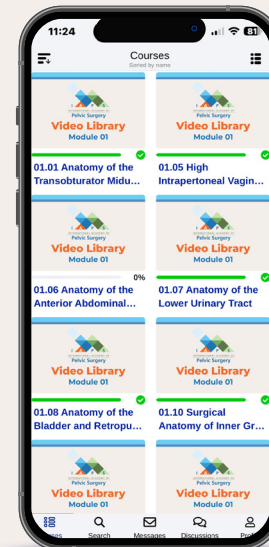 11:24
81
Courses
Sorted by name
Pelvic Surgery
Video Library
Module 01
Pelvic Surgery
Video Library
Module 01
01.01 Anatomy of the
Transobturator Midu...
01.05 High
Intrapertoneal Vagin...
Pelvic Surgery
Video Library
Module 01
Pelvic Surgery
Video Library
Module 01
0%
01.06 Anatomy of the
Anterior Abdominal...
01.07 Anatomy of the
Lower Urinary Tract
Pelvic Surgery
Video Library
Module 01
Pelvic Surgery
Video Library
Module 01
01.08 Anatomy of the
Bladder and Retropu...
01.10 Surgical
Anatomy of Inner Gr...
Pelvic Surgery
Video Library
Module 01
Pelvic Surgery
Video Library
Module 01
Search
Messages
Discussions